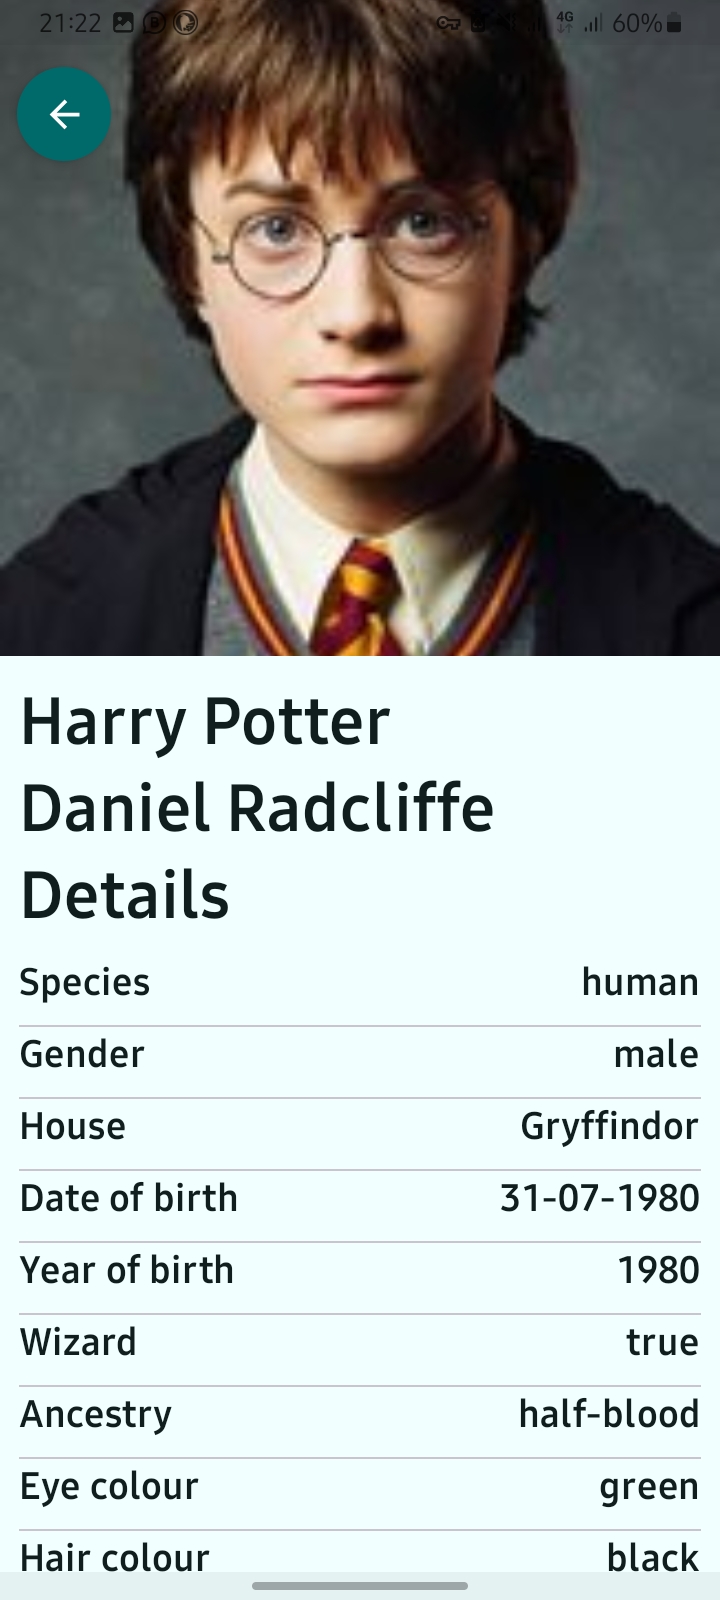 21:22 4G 60%
Harry Potter
Daniel Radcliffe
Details
Species human
Gender male
House Gryffindor
Date of birth 31-07-1980
Year of birth 1980
Wizard true
Ancestry half-blood
Eye colour green
Hair colour black